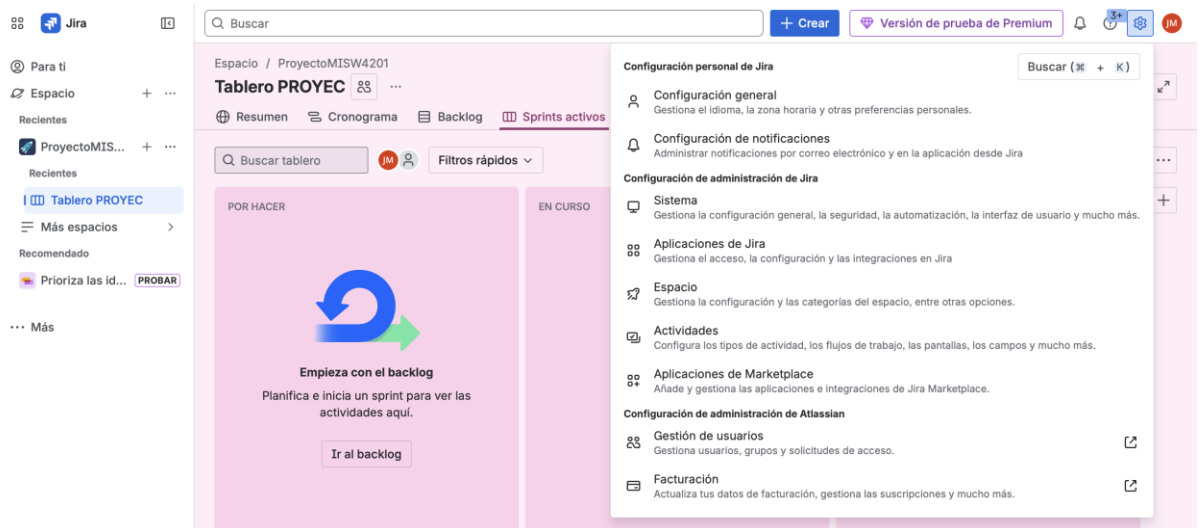 Jira
Buscar
+ Crear
Versión de prueba de Premium
3+
JM
Para ti
Espacio
Recientes
ProyectoMIS...
Recientes
Tablero PROYEC
Más espacios
Recomendado
Prioriza las id... PROBAR
Más
Espacio / ProyectoMISW4201
Tablero PROYEC
Resumen Cronograma Backlog Sprints activos
Buscar tablero
JM
Filtros rápidos
POR HACER
EN CURSO
Empieza con el backlog
Planifica e inicia un sprint para ver las
actividades aquí.
Ir al backlog
Configuración personal de Jira
Buscar (⌘ + K)
Configuración general
Gestiona el idioma, la zona horaria y otras preferencias personales.
Configuración de notificaciones
Administrar notificaciones por correo electrónico y en la aplicación desde Jira
Configuración de administración de Jira
Sistema
Gestiona la configuración general, la seguridad, la automatización, la interfaz de usuario y mucho más.
Aplicaciones de Jira
Gestiona el acceso, la configuración y las integraciones en Jira
Espacio
Gestiona la configuración y las categorías del espacio, entre otras opciones.
Actividades
Configura los tipos de actividad, los flujos de trabajo, las pantallas, los campos y mucho más.
Aplicaciones de Marketplace
Añade y gestiona las aplicaciones e integraciones de Jira Marketplace.
Configuración de administración de Atlassian
Gestión de usuarios
Gestiona usuarios, grupos y solicitudes de acceso.
Facturación
Actualiza tus datos de facturación, gestiona las suscripciones y mucho más.